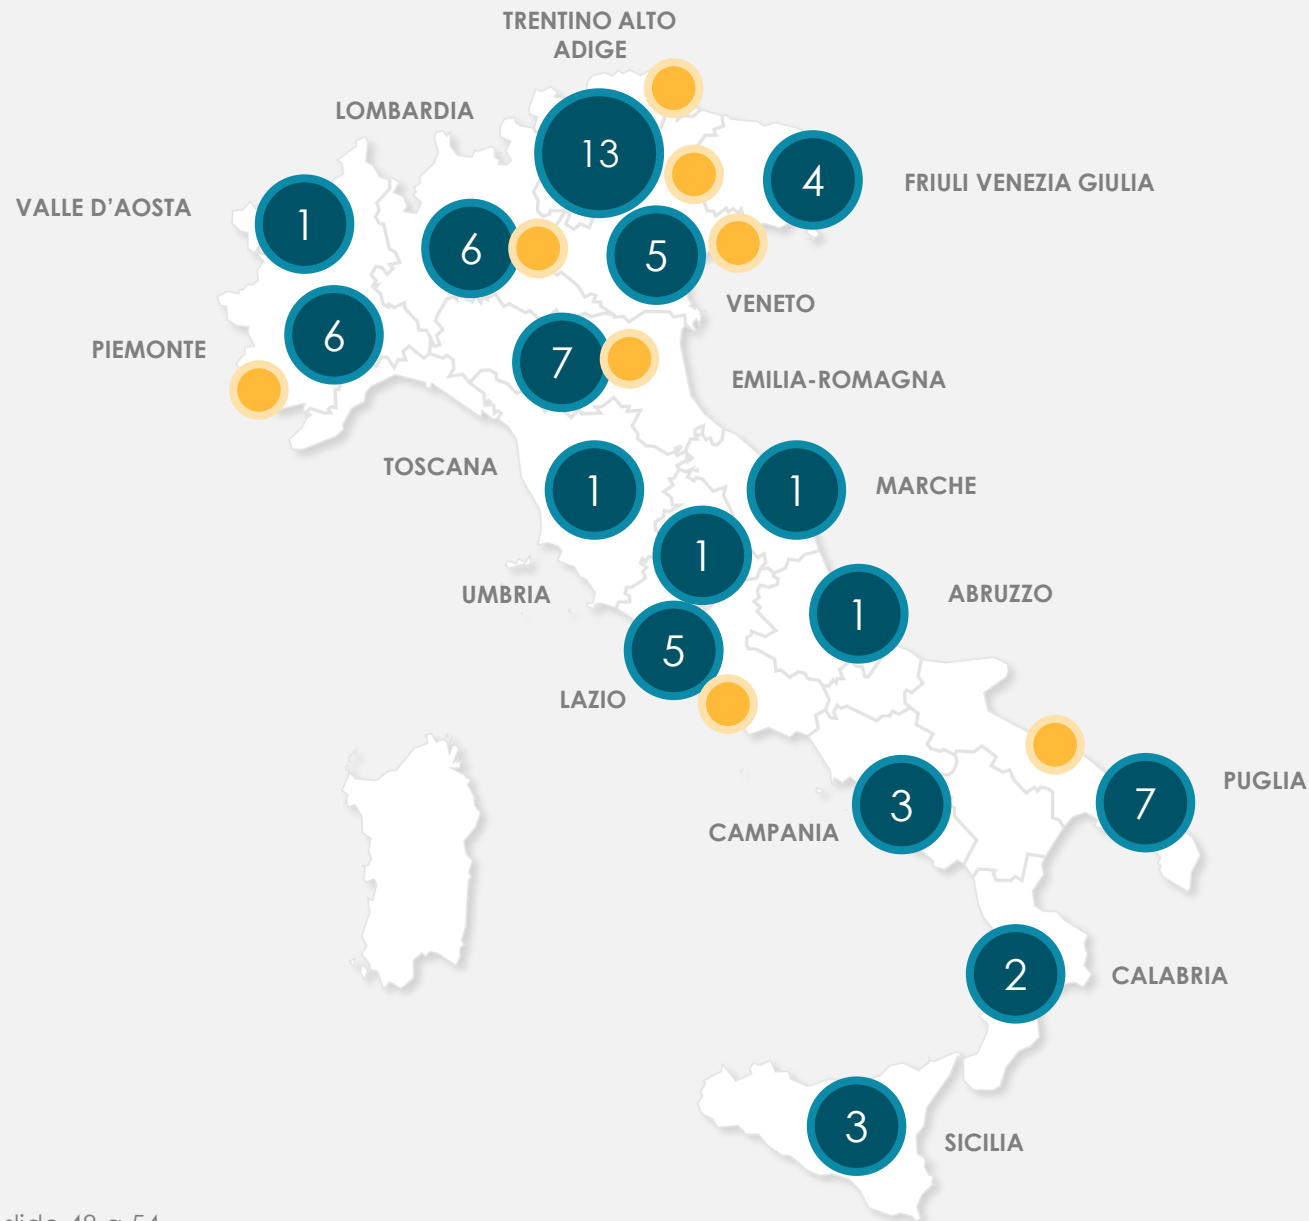 TRENTINO ALTO
ADIGE
LOMBARDIA
13
4
FRIULI VENEZIA GIULIA
VALLE D'AOSTA
1
6
5
VENETO
PIEMONTE
6
7
EMILIA-ROMAGNA
TOSCANA
1
1
MARCHE
1
UMBRIA
1
ABRUZZO
5
LAZIO
PUGLIA
7
3
CAMPANIA
2
CALABRIA
3
SICILIA